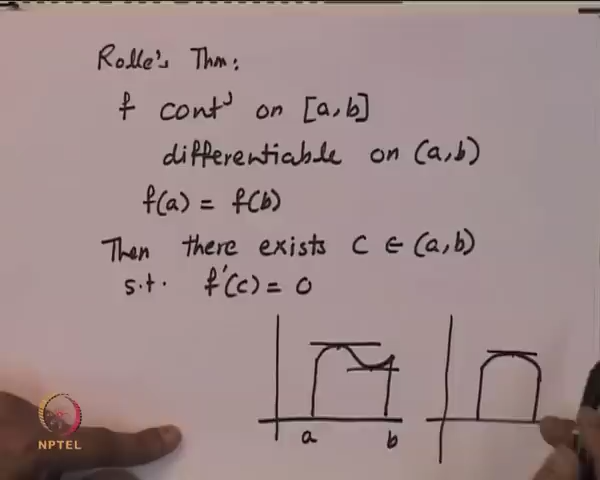 Rolle's Thm:
f cont^s on [a,b]
differentiable on (a,b)
f(a) = f(b)
Then there exists c ∈ (a,b)
s.t. f'(c) = 0
a b
NPTEL